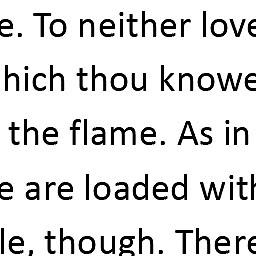 e. To neither love
hich thou knowe
the flame. As in
e are loaded with
le, though. There